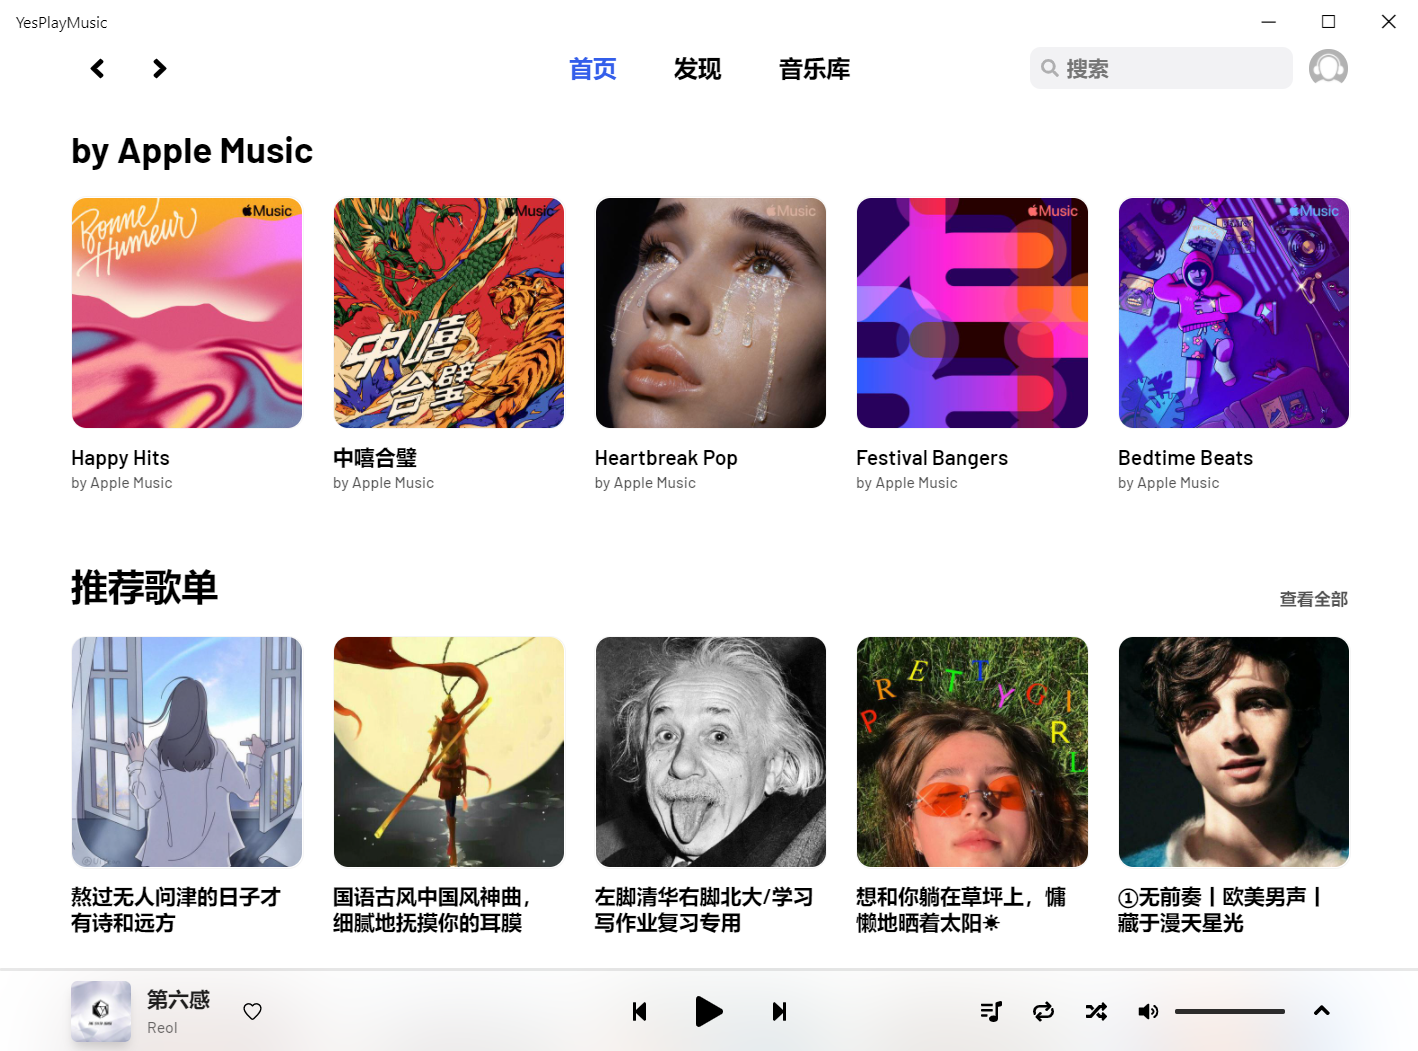 YesPlayMusic
首页
发现
音乐库
搜索
by Apple Music
Bonne
Humeur
Music
Music
中嘻
合璧
Music
Music
Music
Happy Hits
by Apple Music
中嘻合璧
by Apple Music
Heartbreak Pop
by Apple Music
Festival Bangers
by Apple Music
Bedtime Beats
by Apple Music
推荐歌单
查看全部
PRETTY GIRL
熬过无人问津的日子才
有诗和远方
国语古风中国风神曲，
细腻地抚摸你的耳膜
左脚清华右脚北大/学习
写作业复习专用
想和你躺在草坪上，慵
懒地晒着太阳☀
①无前奏丨欧美男声丨
藏于漫天星光
第六感
Reol